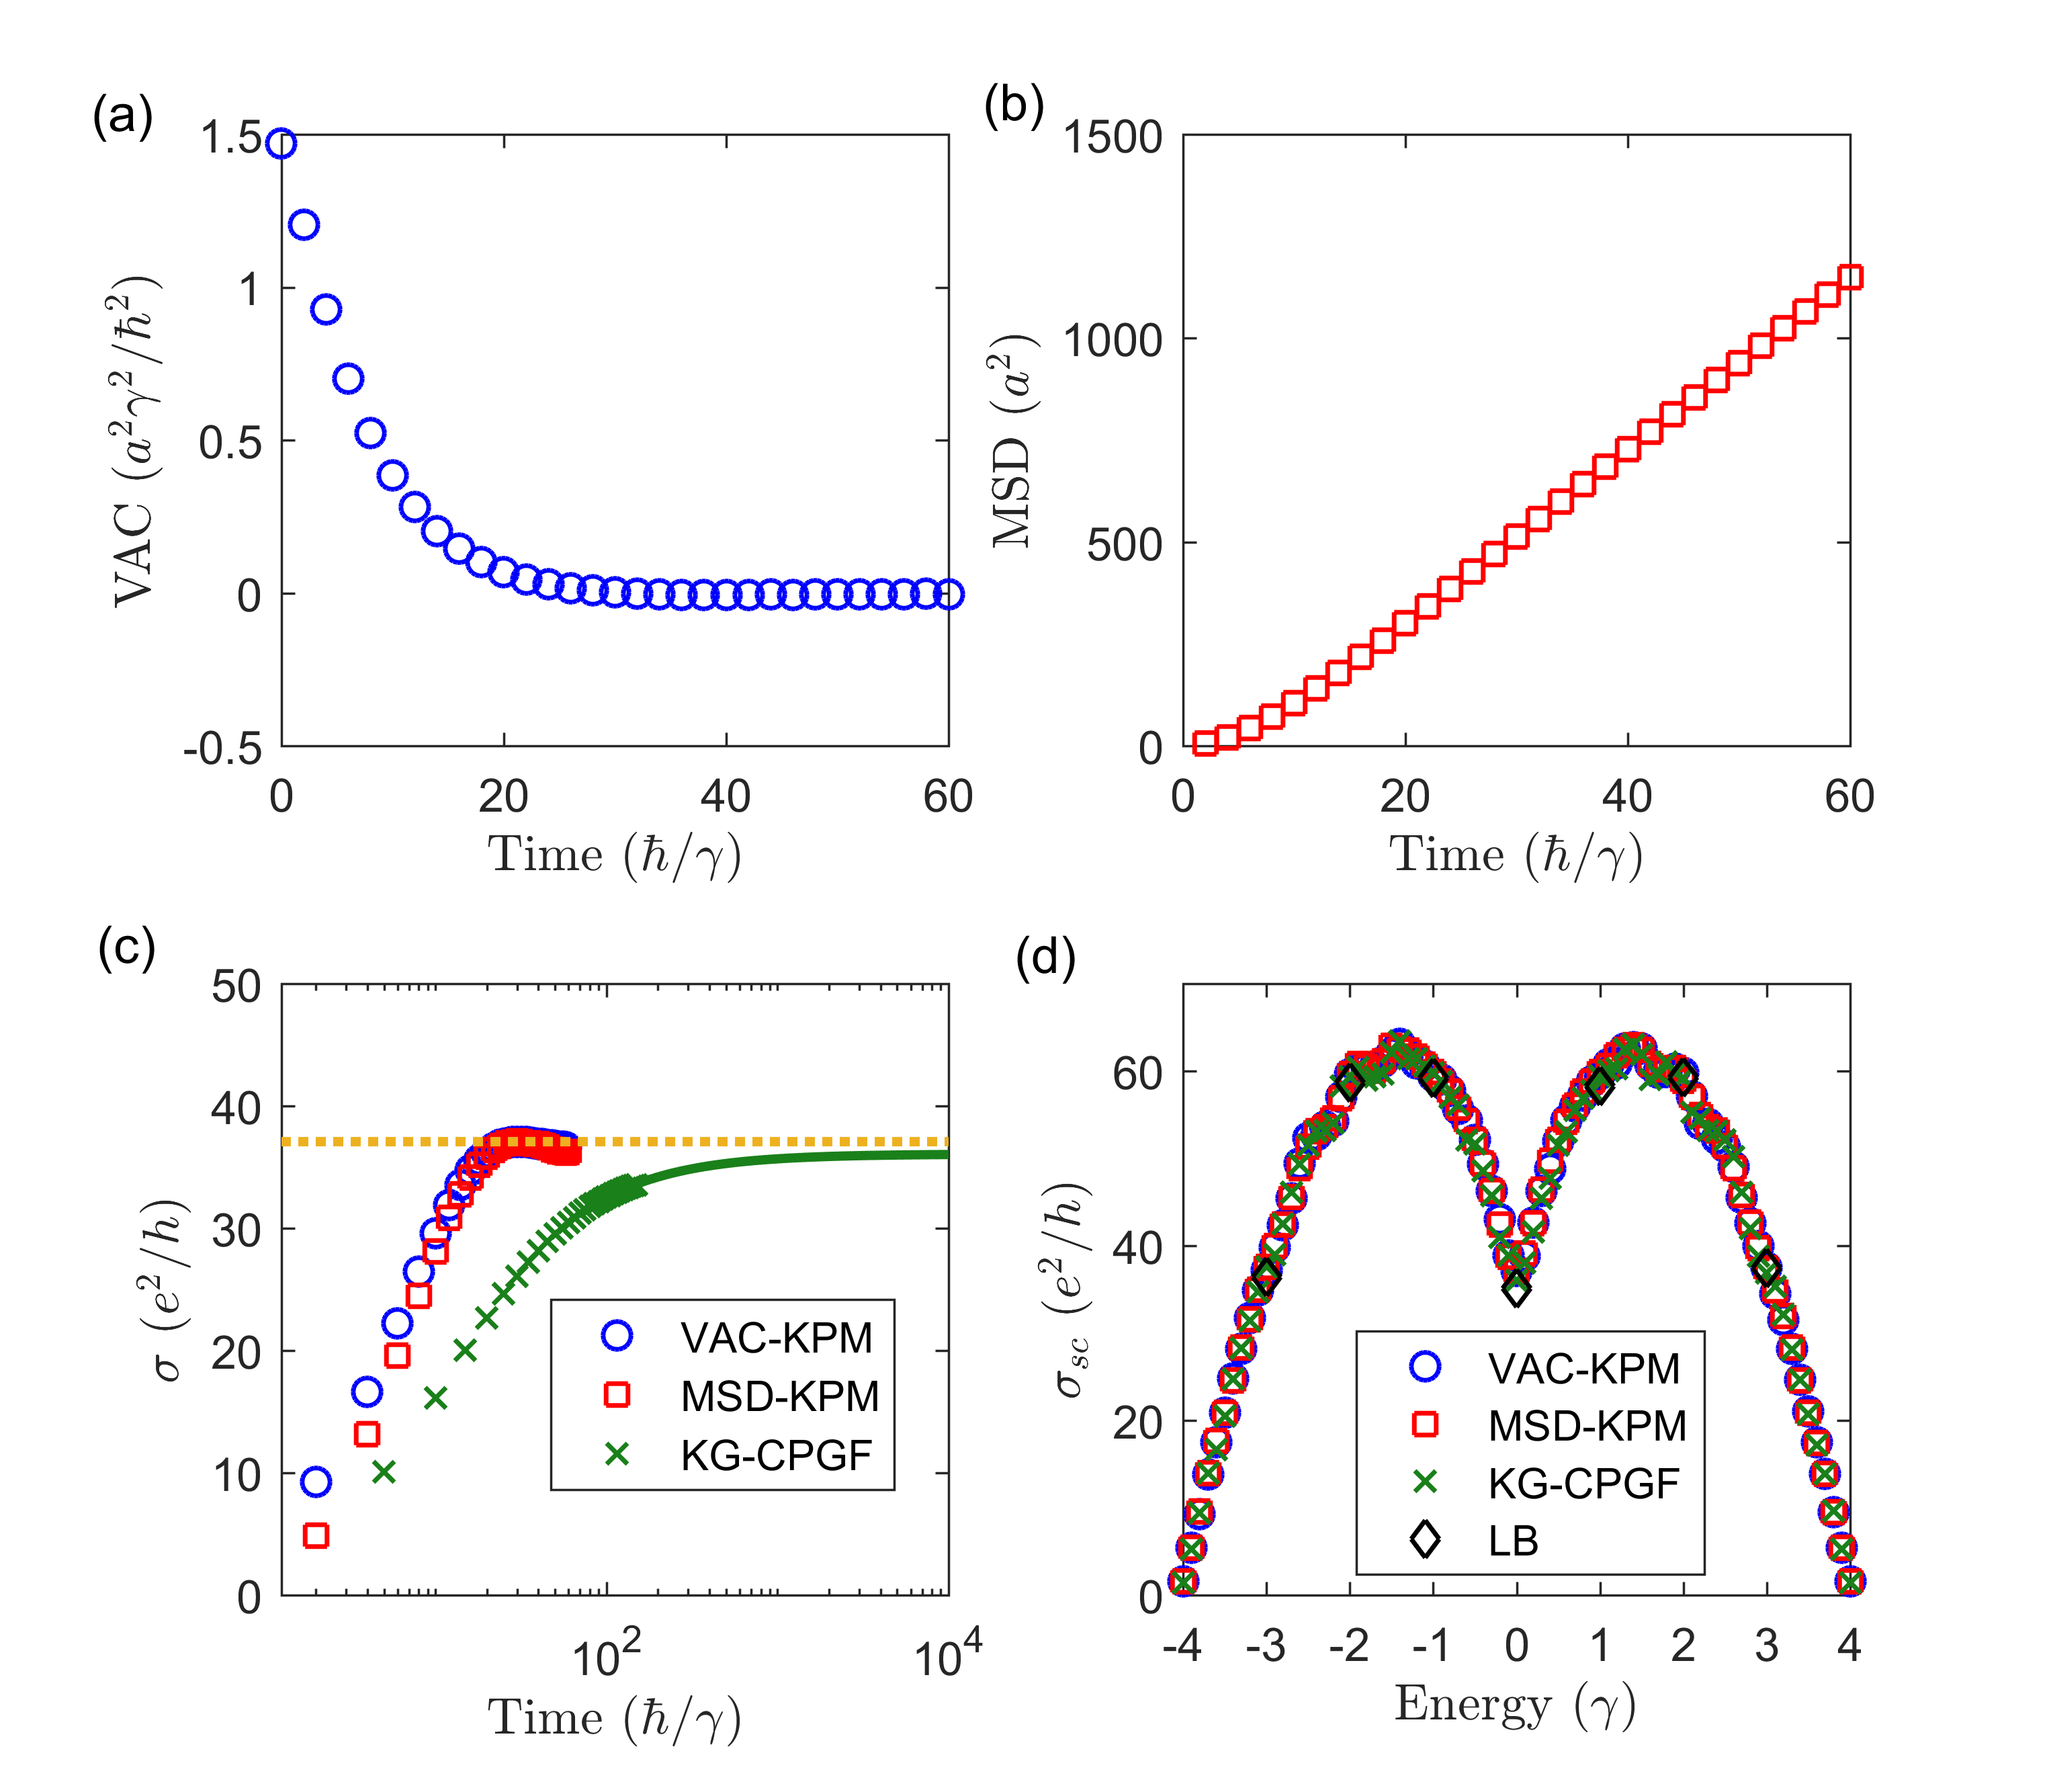 (a)
1.5
1
0.5
0
-0.5
VAC (a²γ²/ħ²)
0 20 40 60
Time (ħ/γ)
(b)
1500
1000
500
0
MSD (a²)
0 20 40 60
Time (ħ/γ)
(c)
50
40
30
20
10
0
σ (e²/h)
VAC-KPM
MSD-KPM
KG-CPGF
10² 10⁴
Time (ħ/γ)
(d)
60
40
20
0
σ_sc (e²/h)
VAC-KPM
MSD-KPM
KG-CPGF
LB
-4 -3 -2 -1 0 1 2 3 4
Energy (γ)